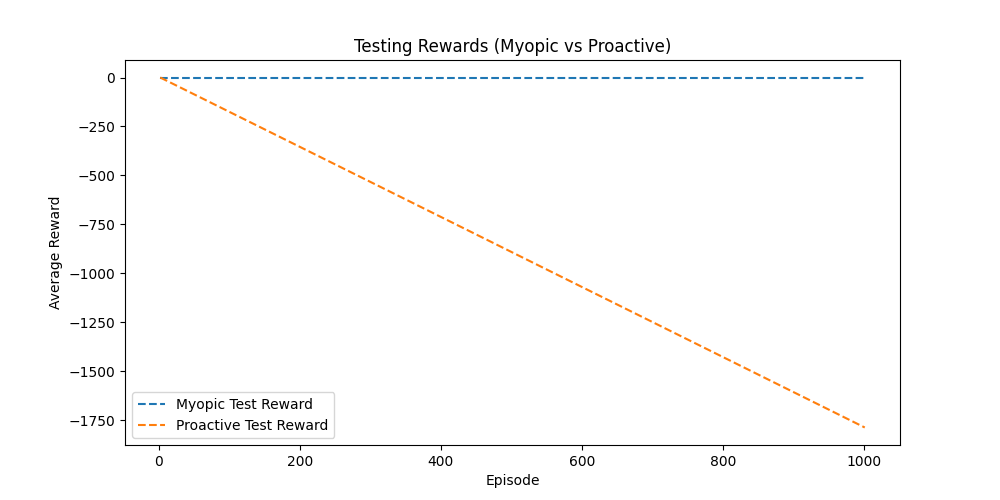 Testing Rewards (Myopic vs Proactive)
Average Reward
0
−250
−500
−750
−1000
−1250
−1500
−1750
Myopic Test Reward
Proactive Test Reward
0
200
400
600
800
1000
Episode